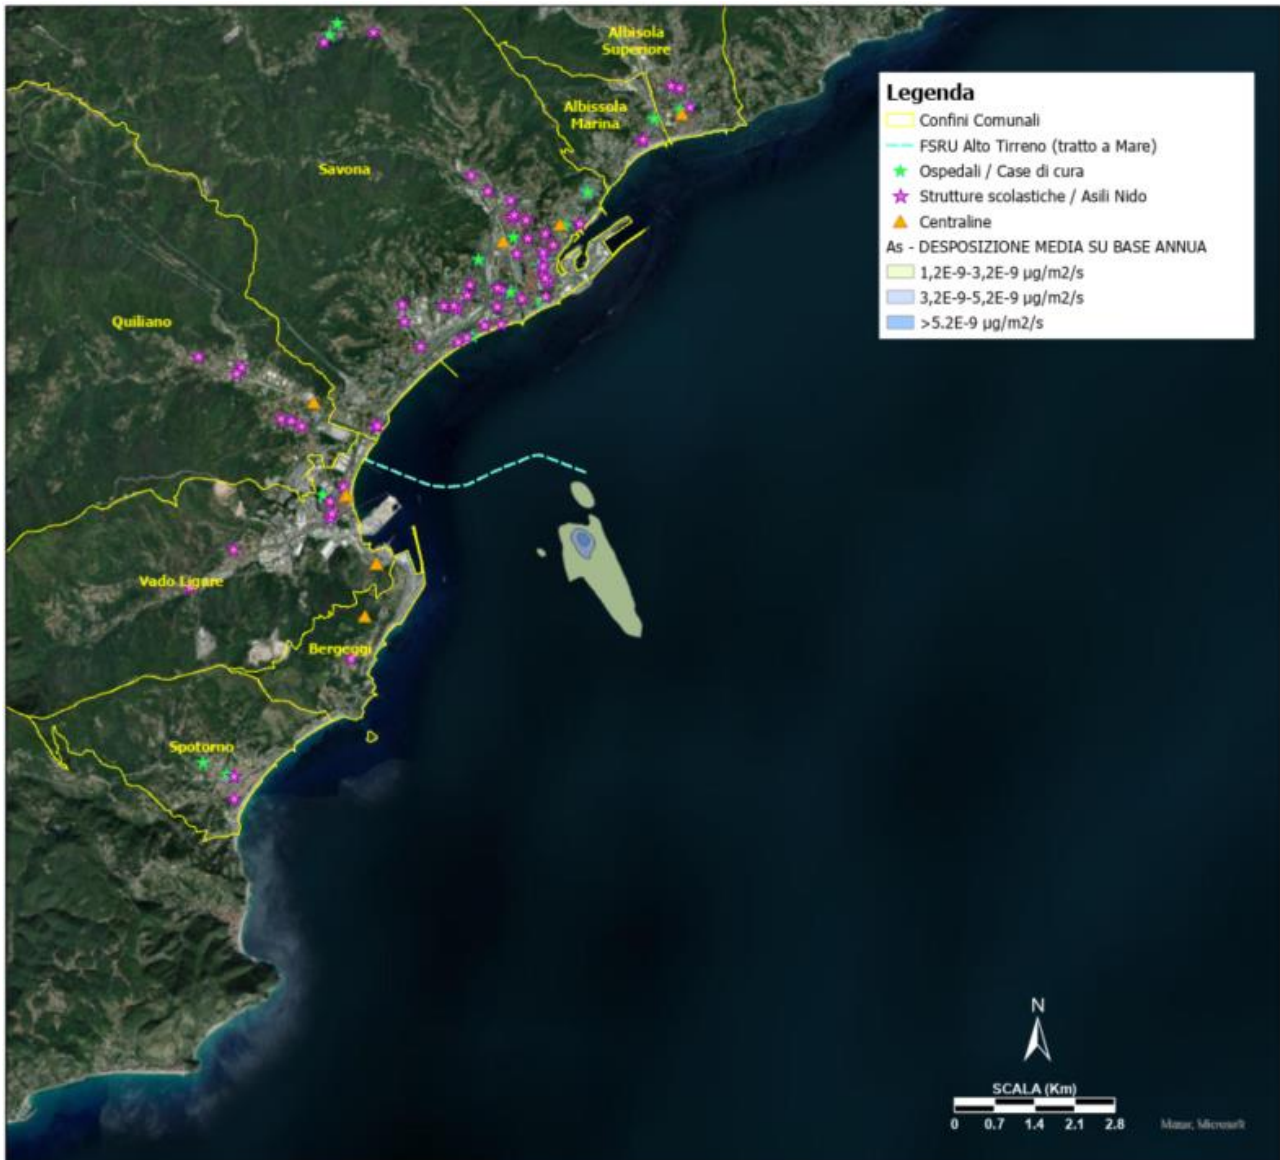 Albisola
Superiore
Albissola
Marina
Savona
Quiliano
Vado Ligure
Bergeggi
Spotorno
Legenda
Confini Comunali
FSRU Alto Tirreno (tratto a Mare)
Ospedali / Case di cura
Strutture scolastiche / Asili Nido
Centraline
As - DESPOSIZIONE MEDIA SU BASE ANNUA
1,2E-9-3,2E-9 µg/m2/s
3,2E-9-5,2E-9 µg/m2/s
>5.2E-9 µg/m2/s
N
SCALA (Km)
0 0.7 1.4 2.1 2.8
Maxar, Microsoft